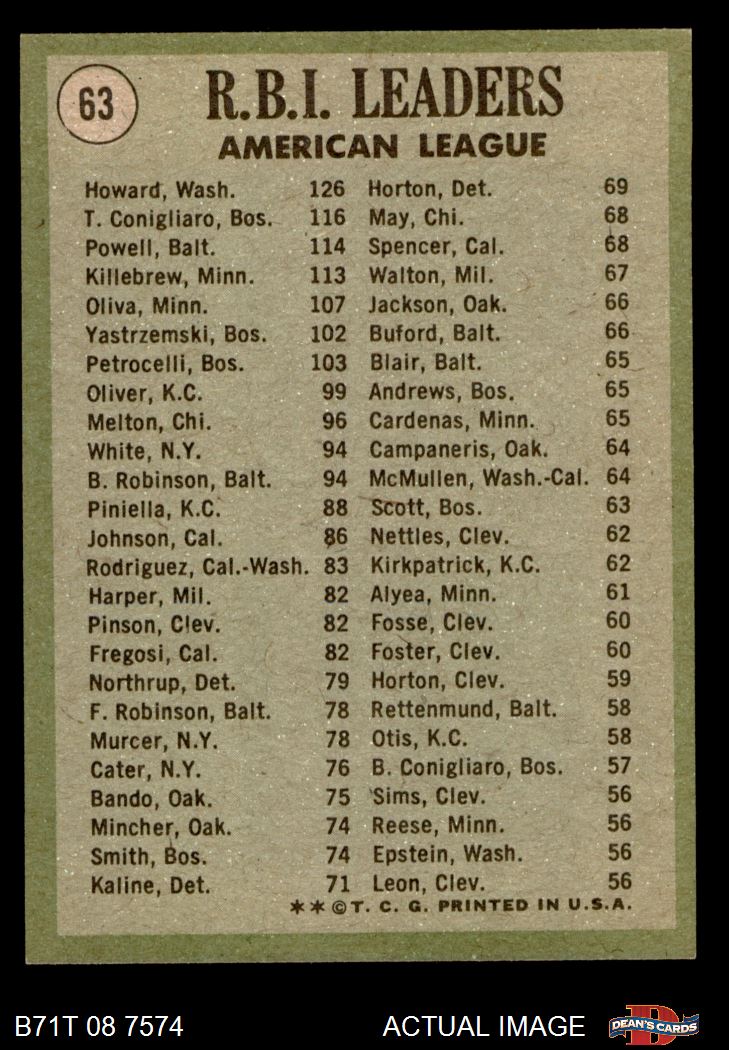 63
R.B.I. LEADERS
AMERICAN LEAGUE
Howard, Wash. 126
T. Conigliaro, Bos. 116
Powell, Balt. 114
Killebrew, Minn. 113
Oliva, Minn. 107
Yastrzemski, Bos. 102
Petrocelli, Bos. 103
Oliver, K.C. 99
Melton, Chi. 96
White, N.Y. 94
B. Robinson, Balt. 94
Piniella, K.C. 88
Johnson, Cal. 86
Rodriguez, Cal.-Wash. 83
Harper, Mil. 82
Pinson, Clev. 82
Fregosi, Cal. 82
Northrup, Det. 79
F. Robinson, Balt. 78
Murcer, N.Y. 78
Cater, N.Y. 76
Bando, Oak. 75
Mincher, Oak. 74
Smith, Bos. 74
Kaline, Det. 71
Horton, Det. 69
May, Chi. 68
Spencer, Cal. 68
Walton, Mil. 67
Jackson, Oak. 66
Buford, Balt. 66
Blair, Balt. 65
Andrews, Bos. 65
Cardenas, Minn. 65
Campaneris, Oak. 64
McMullen, Wash.-Cal. 64
Scott, Bos. 63
Nettles, Clev. 62
Kirkpatrick, K.C. 62
Alyea, Minn. 61
Fosse, Clev. 60
Foster, Clev. 60
Horton, Clev. 59
Rettenmund, Balt. 58
Otis, K.C. 58
B. Conigliaro, Bos. 57
Sims, Clev. 56
Reese, Minn. 56
Epstein, Wash. 56
Leon, Clev. 56
**©T. C. G. PRINTED IN U.S.A.
B71T 08 7574
ACTUAL IMAGE
D
DEAN'S CARDS